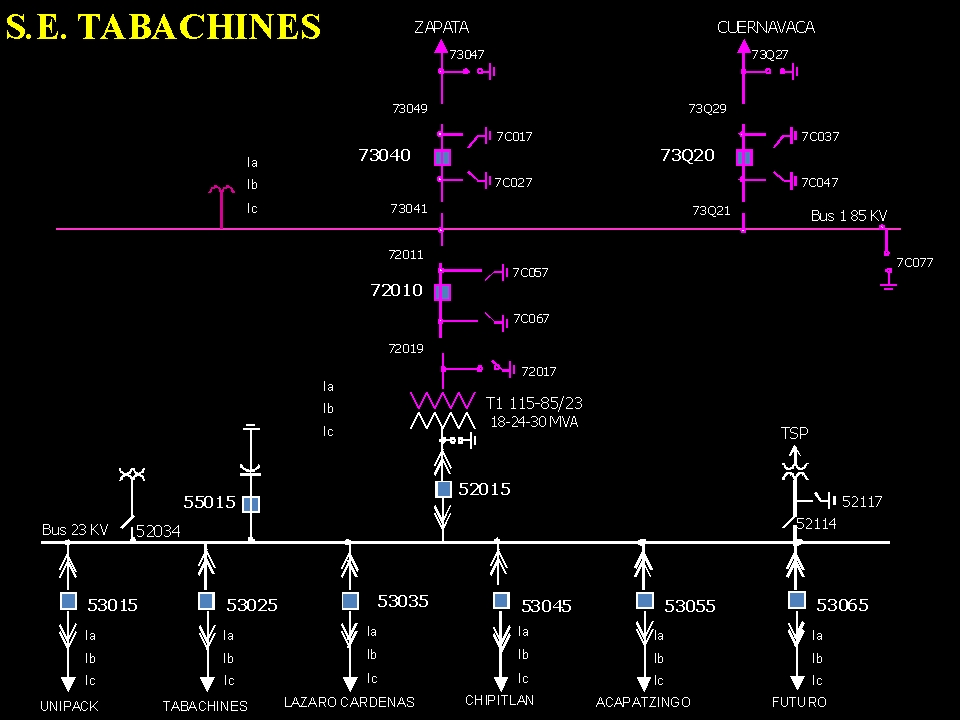 S.E. TABACHINES
ZAPATA
CUERNAVACA
73047
73Q27
73049
73Q29
7C017
7C037
73040
73Q20
Ia
7C027
7C047
Ib
Ic
73041
73Q21
Bus 1 85 KV
72011
7C077
7C057
72010
7C067
72019
72017
Ia
T1 115-85/23
Ib
18-24-30 MVA
Ic
TSP
52015
55015
52117
Bus 23 KV
52034
52114
53015
53025
53035
53045
53055
53065
Ia
Ia
Ia
Ia
Ia
Ia
Ib
Ib
Ib
Ib
Ib
Ib
Ic
Ic
Ic
Ic
Ic
Ic
UNIPACK
TABACHINES
LAZARO CARDENAS
CHIPITLAN
ACAPATZINGO
FUTURO